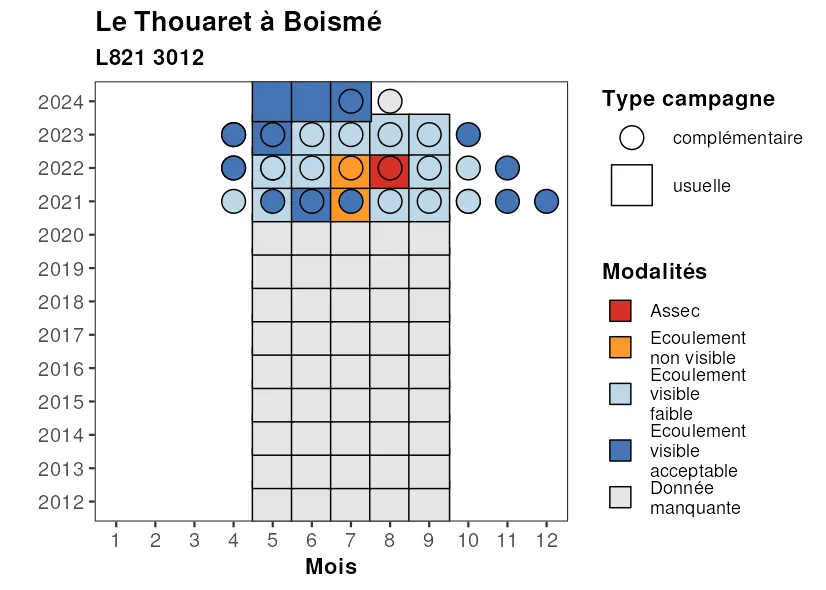 Le Thouaret à Boismé
L821 3012
2024
2023
2022
2021
2020
2019
2018
2017
2016
2015
2014
2013
2012
1 2 3 4 5 6 7 8 9 10 11 12
Mois
Type campagne
complémentaire
usuelle
Modalités
Assec
Ecoulement
non visible
Ecoulement
visible
faible
Ecoulement
visible
acceptable
Donnée
manquante